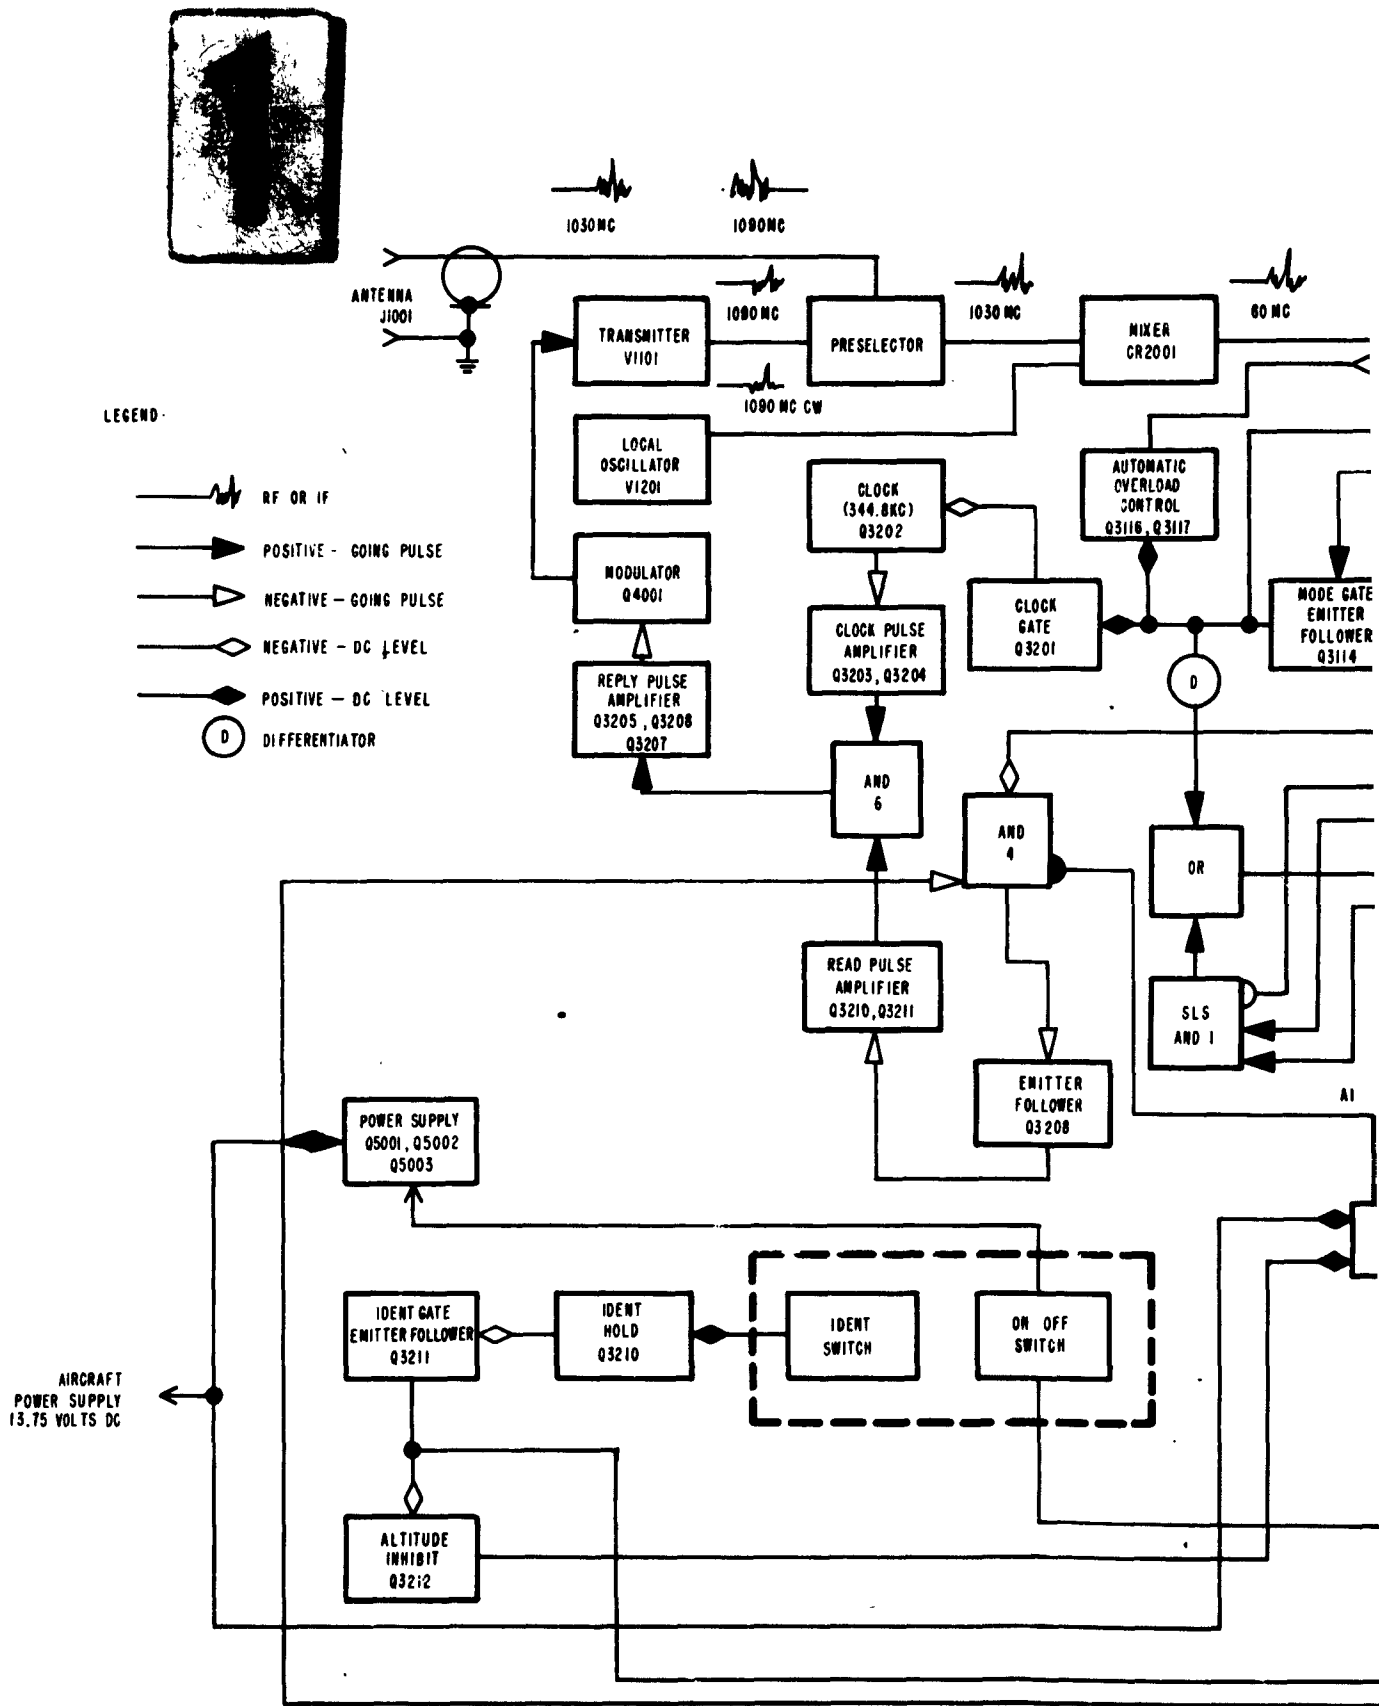 1
1030 MC
1090 MC
ANTENNA
J1001
1090 MC
1030 MC
60 MC
TRANSMITTER
V1101
PRESELECTOR
MIXER
CR2001
1090 MC CW
LEGEND
LOCAL
OSCILLATOR
V1201
CLOCK
(344.8KC)
Q3202
AUTOMATIC
OVERLOAD
CONTROL
Q3116, Q3117
RF OR IF
POSITIVE - GOING PULSE
NEGATIVE - GOING PULSE
NEGATIVE - DC LEVEL
POSITIVE - DC LEVEL
D DIFFERENTIATOR
MODULATOR
Q4001
CLOCK PULSE
AMPLIFIER
Q3203, Q3204
CLOCK
GATE
Q3201
MODE GATE
EMITTER
FOLLOWER
Q3114
D
REPLY PULSE
AMPLIFIER
Q3205, Q3206
Q3207
AND
6
AND
4
OR
READ PULSE
AMPLIFIER
Q3210, Q3211
SLS
AND 1
EMITTER
FOLLOWER
Q3208
A1
POWER SUPPLY
Q5001, Q5002
Q5003
IDENT GATE
EMITTER FOLLOWER
Q3211
IDENT
HOLD
Q3210
IDENT
SWITCH
ON OFF
SWITCH
AIRCRAFT
POWER SUPPLY
13.75 VOLTS DC
ALTITUDE
INHIBIT
Q3212